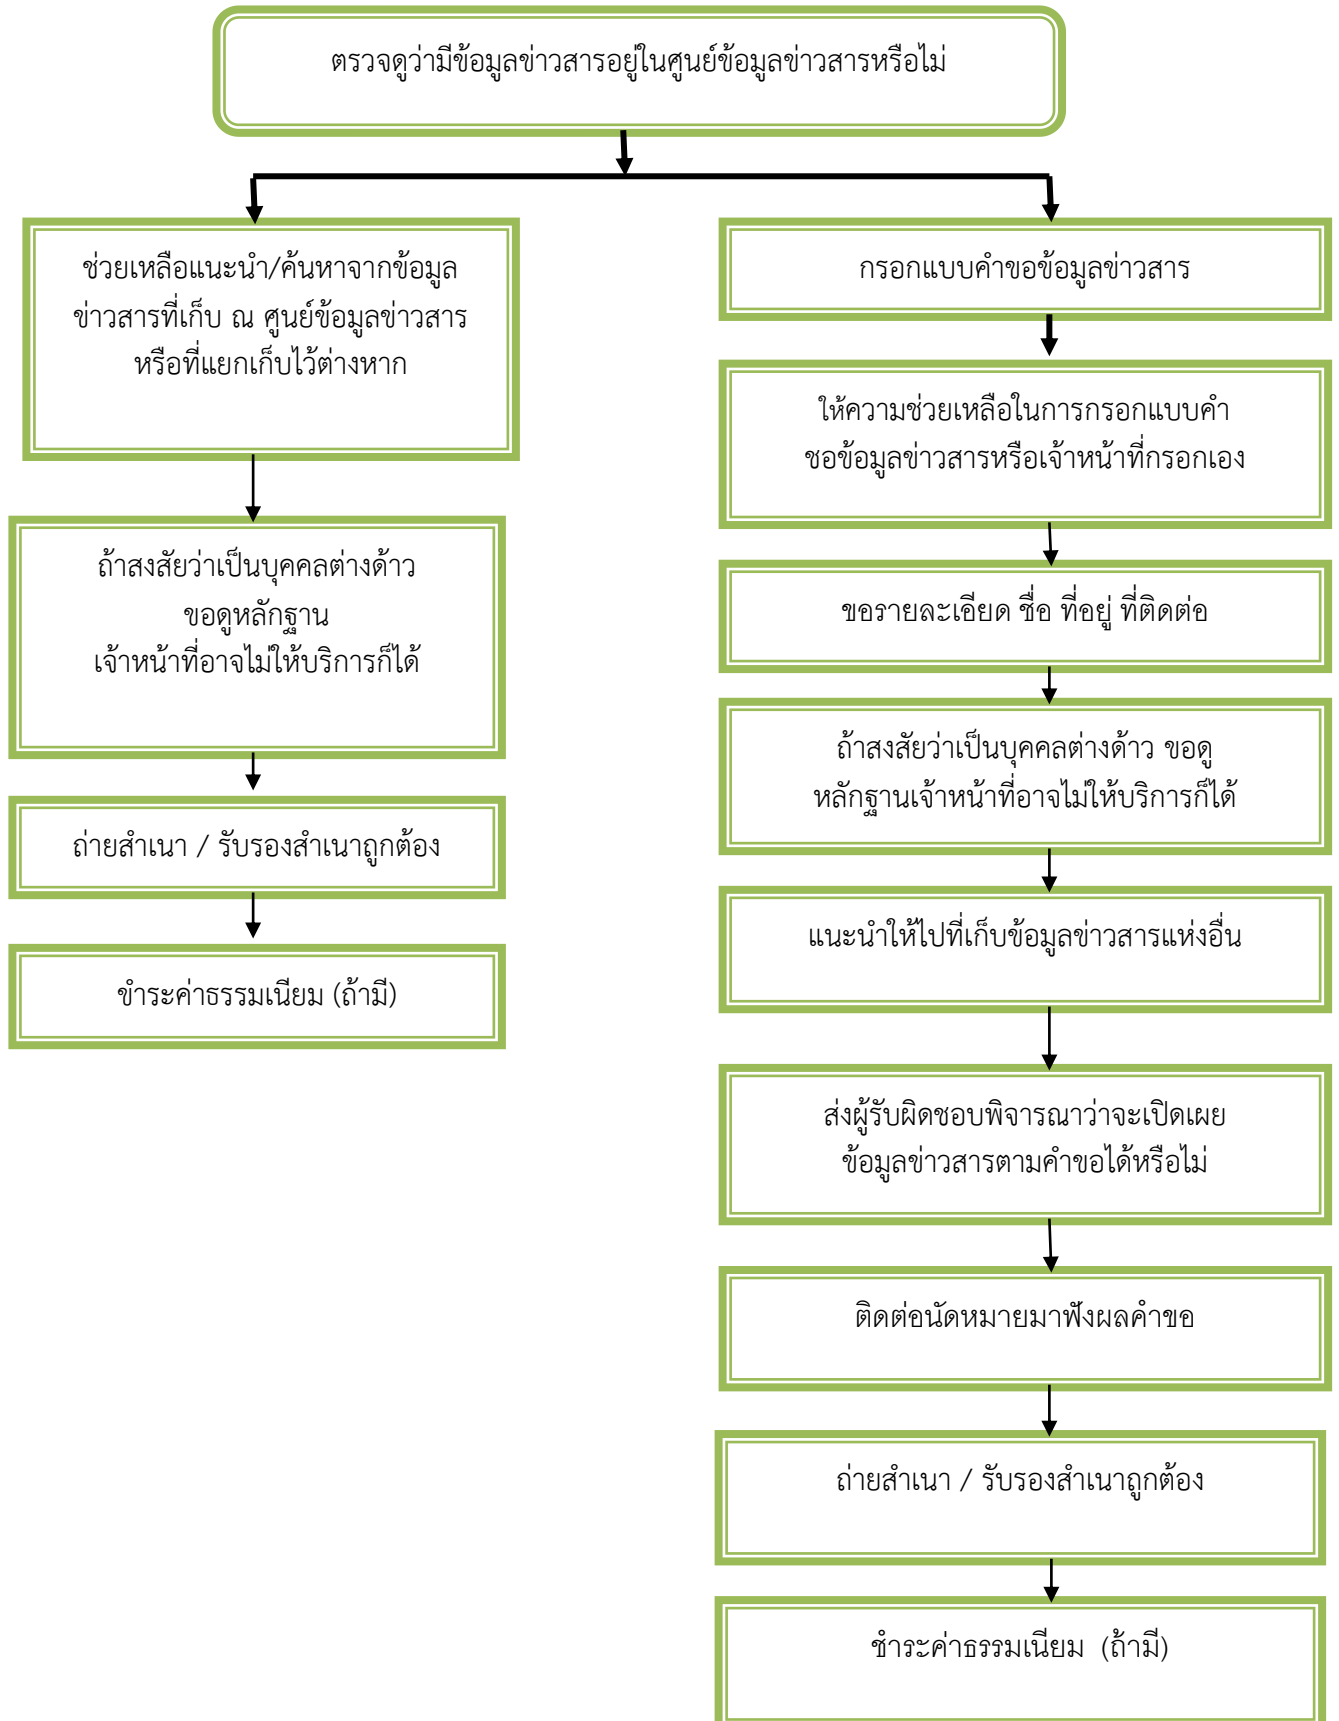 ตรวจดูว่ามีข้อมูลข่าวสารอยู่ในศูนย์ข้อมูลข่าวสารหรือไม่
ช่วยเหลือแนะนำ/ค้นหาจากข้อมูล
ข่าวสารที่เก็บ ณ ศูนย์ข้อมูลข่าวสาร
หรือที่แยกเก็บไว้ต่างหาก
ถ้าสงสัยว่าเป็นบุคคลต่างด้าว
ขอดูหลักฐาน
เจ้าหน้าที่อาจไม่ให้บริการก็ได้
ถ่ายสำเนา / รับรองสำเนาถูกต้อง
ขำระค่าธรรมเนียม (ถ้ามี)
กรอกแบบคำขอข้อมูลข่าวสาร
ให้ความช่วยเหลือในการกรอกแบบคำ
ชอข้อมูลข่าวสารหรือเจ้าหน้าที่กรอกเอง
ขอรายละเอียด ชื่อ ที่อยู่ ที่ติดต่อ
ถ้าสงสัยว่าเป็นบุคคลต่างด้าว ขอดู
หลักฐานเจ้าหน้าที่อาจไม่ให้บริการก็ได้
แนะนำให้ไปที่เก็บข้อมูลข่าวสารแห่งอื่น
ส่งผู้รับผิดชอบพิจารณาว่าจะเปิดเผย
ข้อมูลข่าวสารตามคำขอได้หรือไม่
ติดต่อนัดหมายมาฟังผลคำขอ
ถ่ายสำเนา / รับรองสำเนาถูกต้อง
ชำระค่าธรรมเนียม (ถ้ามี)